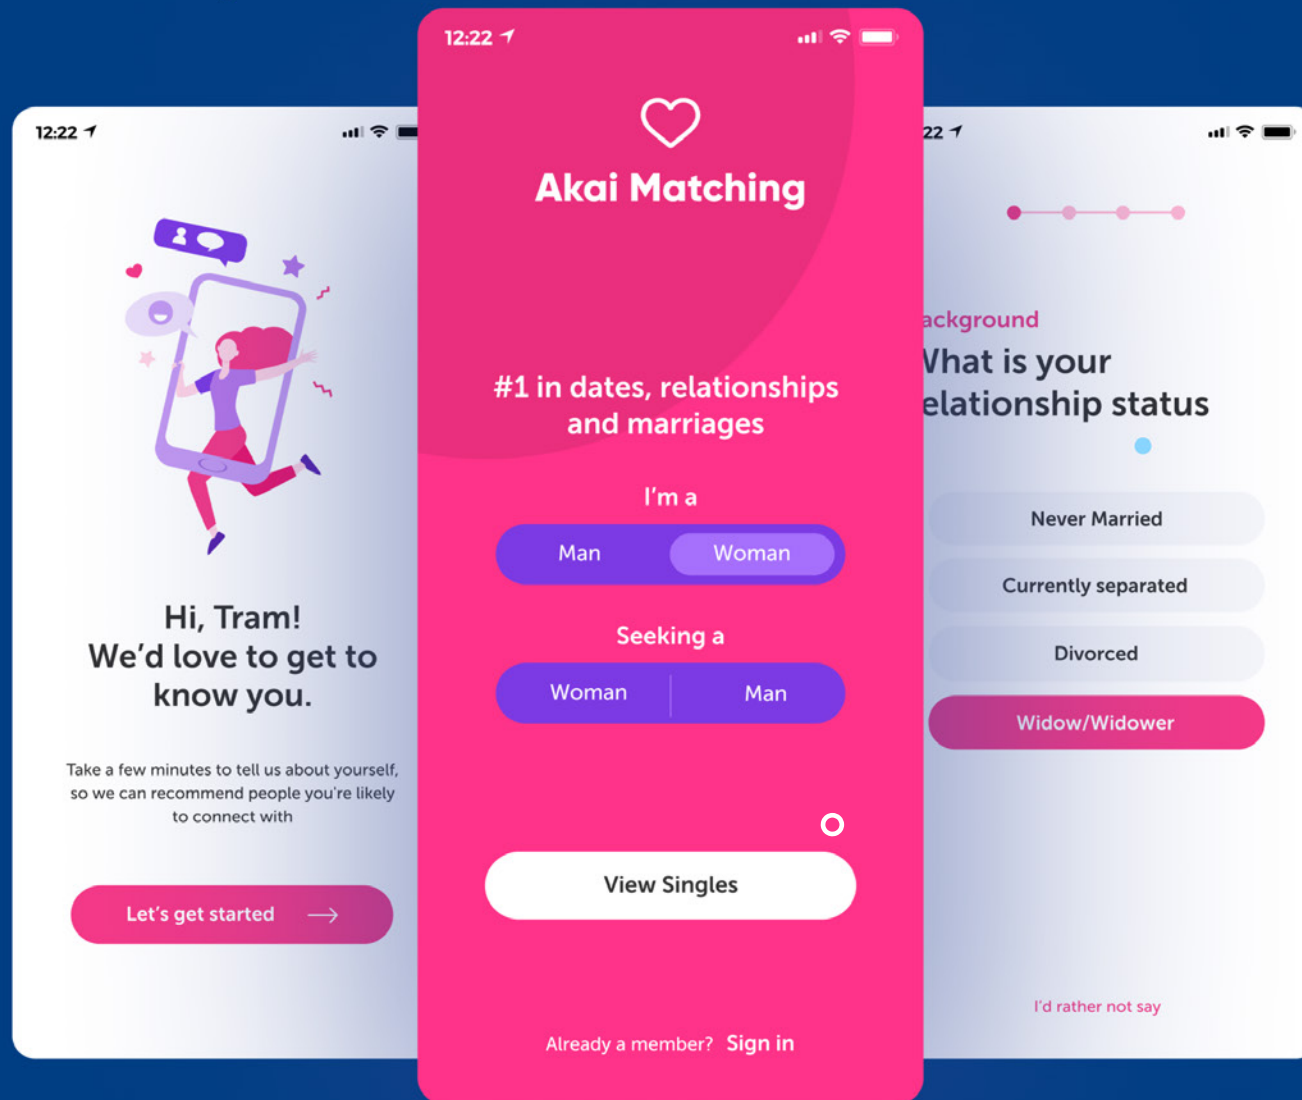 12:22
Hi, Tram!
We'd love to get to
know you.
Take a few minutes to tell us about yourself,
so we can recommend people you're likely
to connect with
Let's get started
12:22
Akai Matching
#1 in dates, relationships
and marriages
I'm a
Man Woman
Seeking a
Woman Man
View Singles
Already a member? Sign in
22
ackground
What is your
elationship status
Never Married
Currently separated
Divorced
Widow/Widower
I'd rather not say